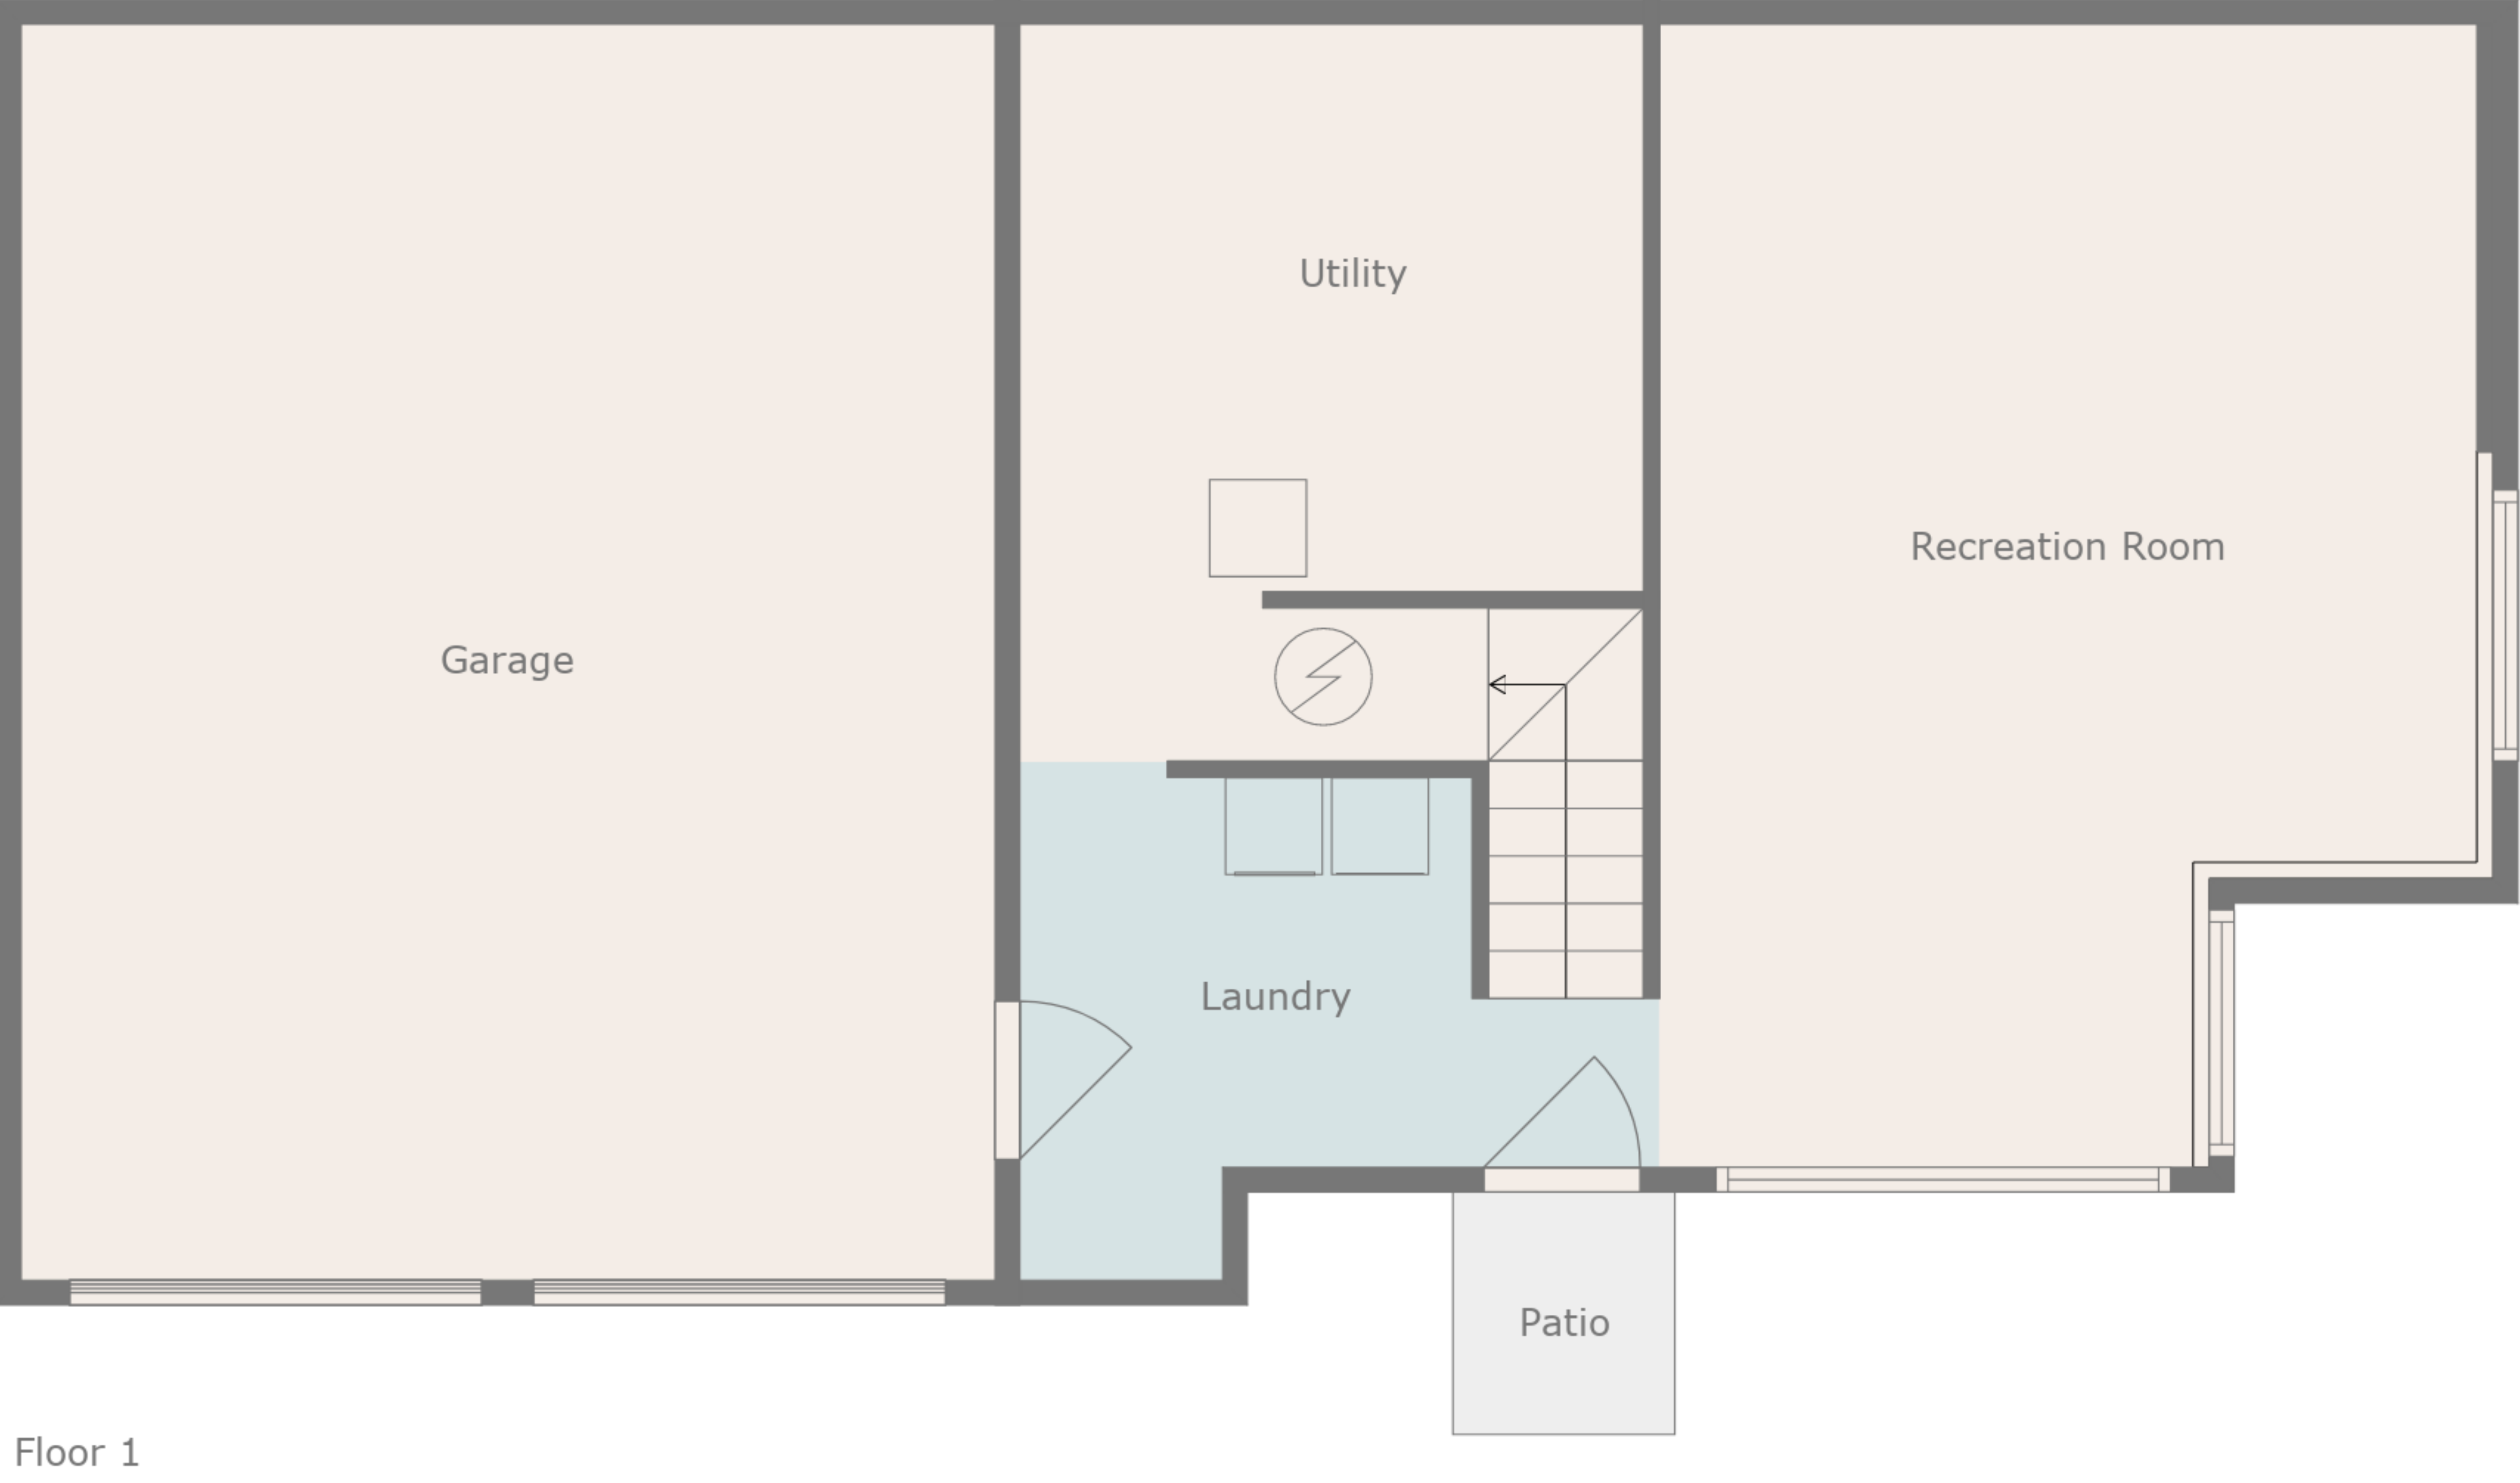 Utility
Recreation Room
Garage
Laundry
Patio
Floor 1